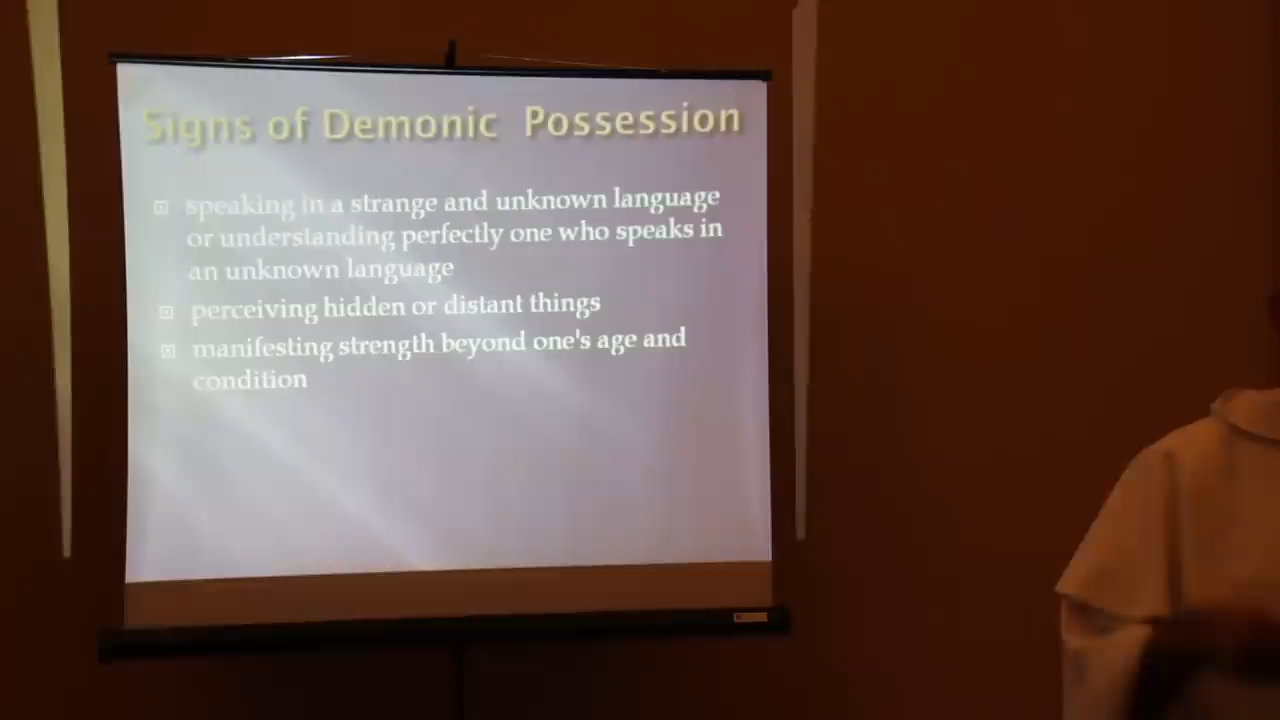 Signs of Demonic Possession
speaking in a strange and unknown language
or understanding perfectly one who speaks in
an unknown language
perceiving hidden or distant things
manifesting strength beyond one's age and
condition